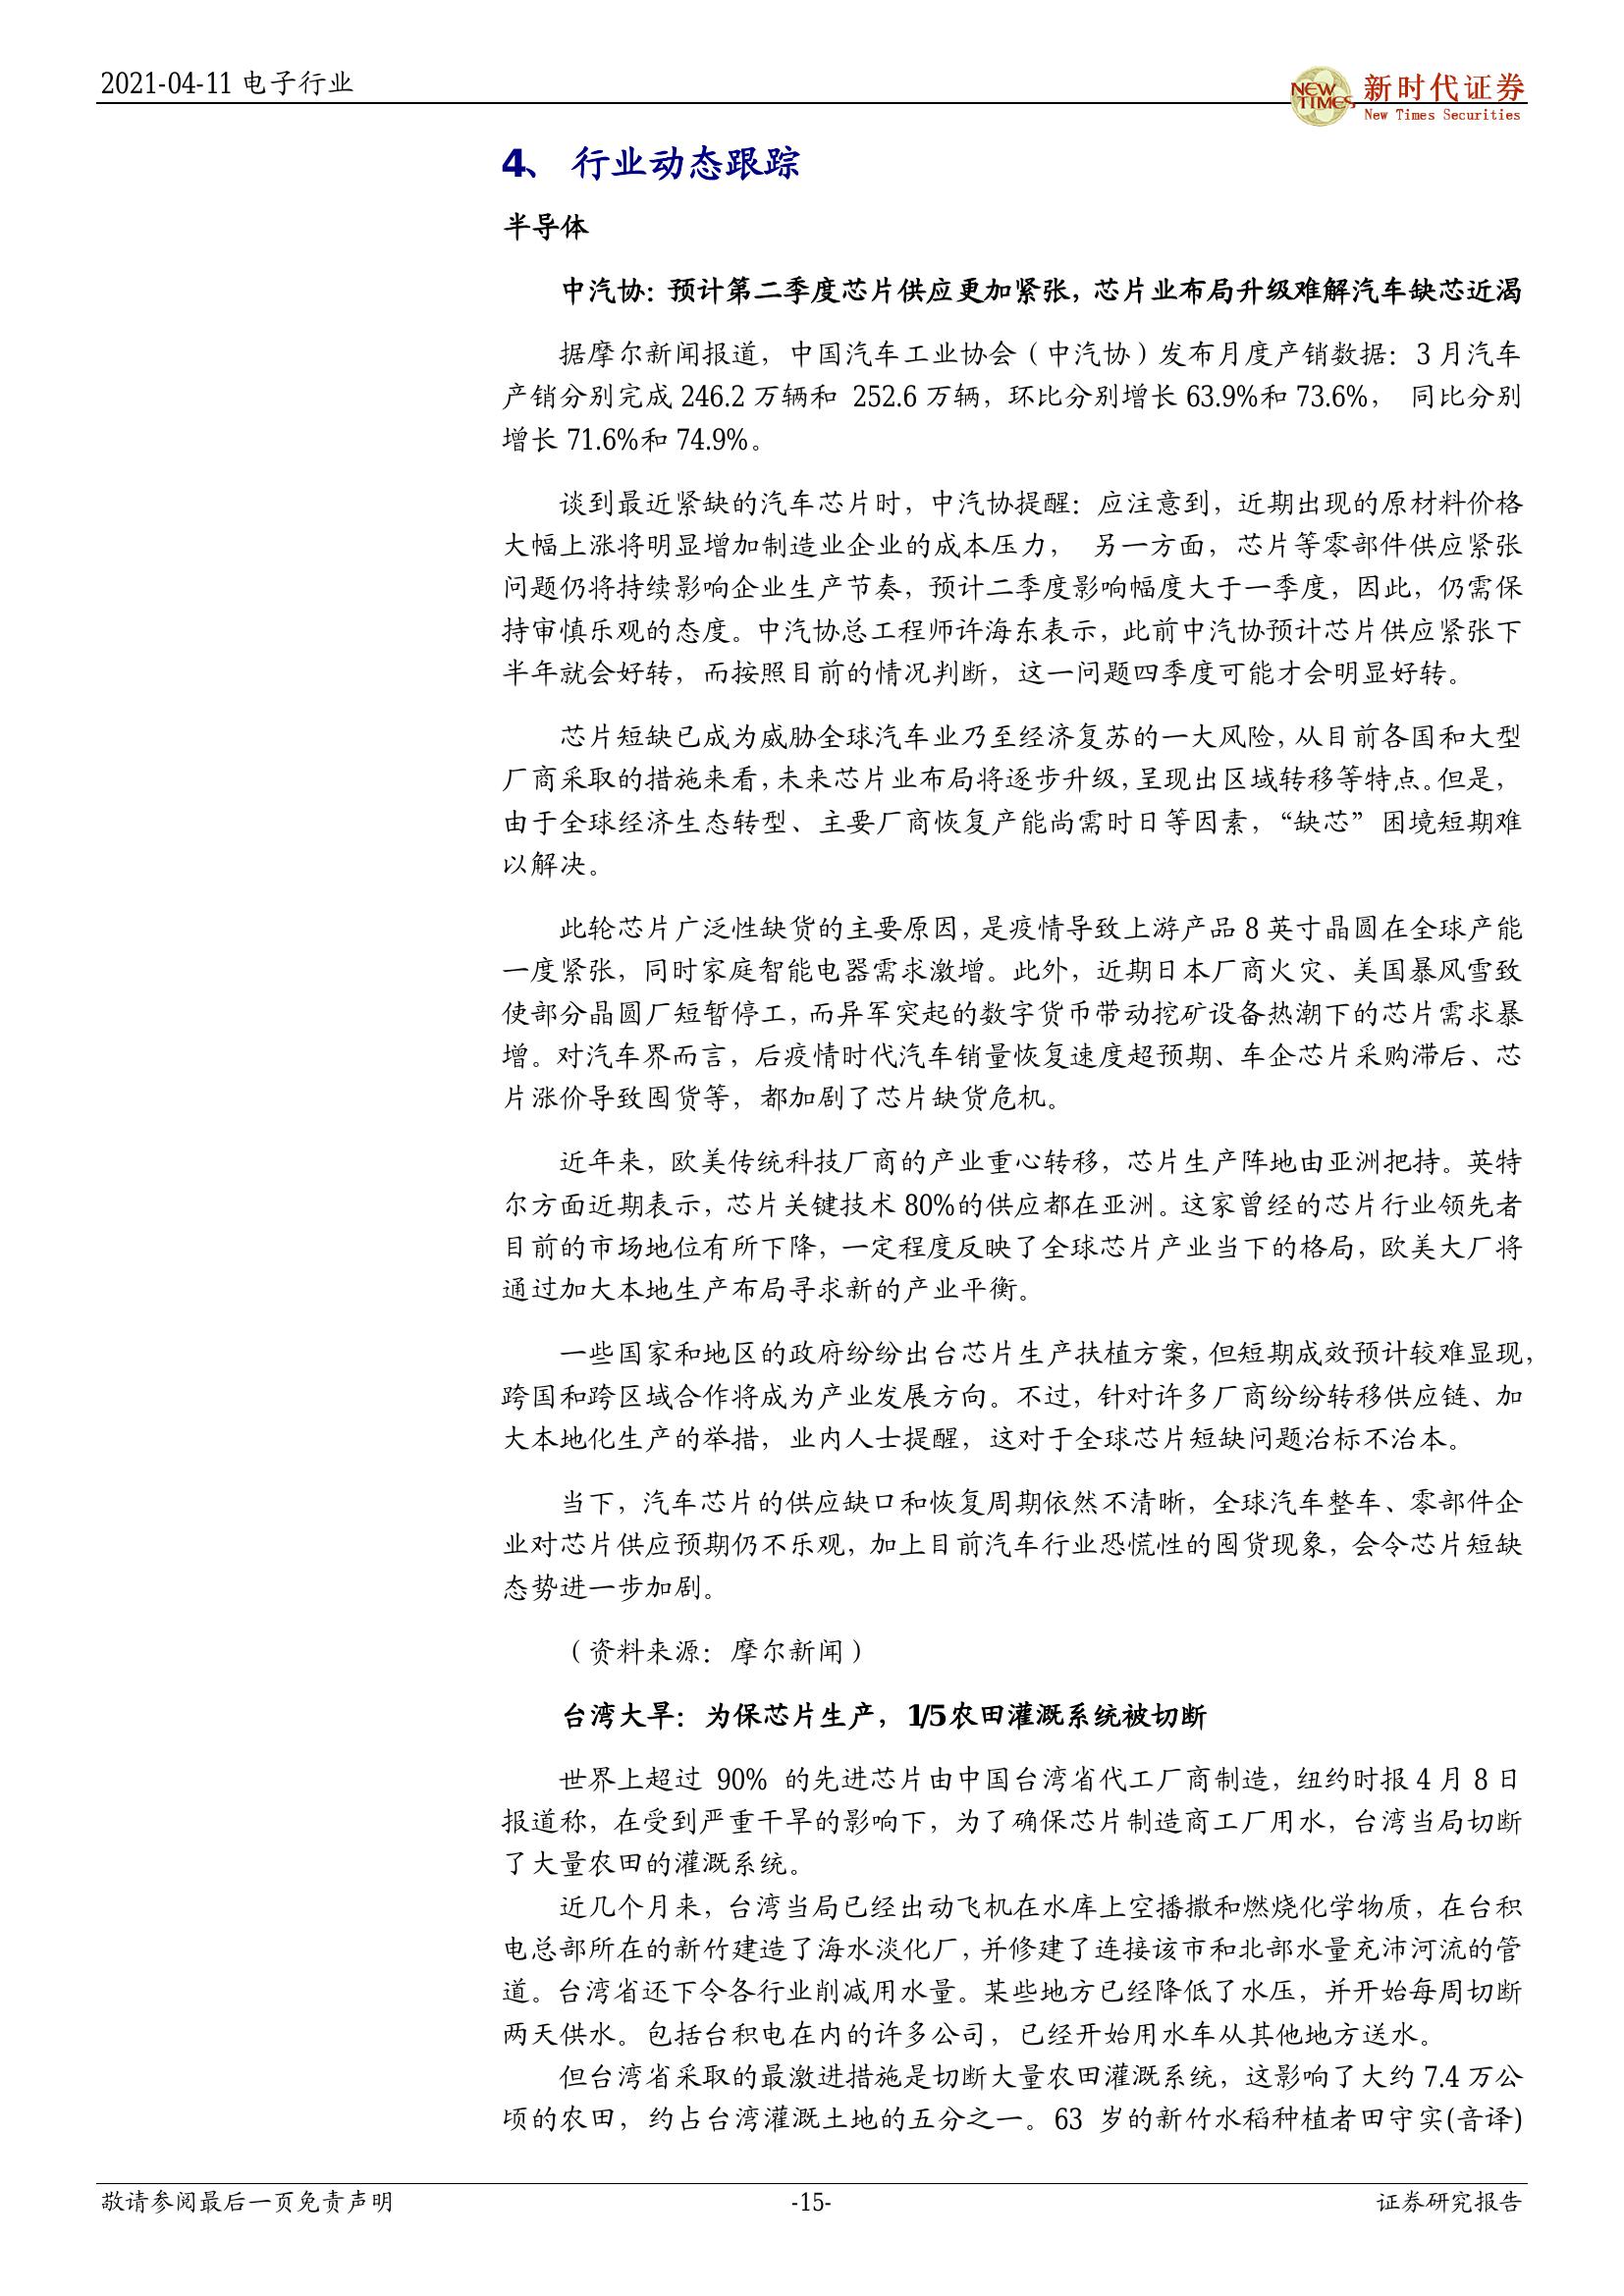 2021-04-11 电子行业
NEW TIMES
新时代证券
New Times Securities
4、 行业动态跟踪
半导体
中汽协：预计第二季度芯片供应更加紧张，芯片业布局升级难解汽车缺芯近渴
据摩尔新闻报道，中国汽车工业协会（中汽协）发布月度产销数据：3 月汽车
产销分别完成 246.2 万辆和 252.6 万辆，环比分别增长 63.9%和 73.6%， 同比分别
增长 71.6%和 74.9%。
谈到最近紧缺的汽车芯片时，中汽协提醒：应注意到，近期出现的原材料价格
大幅上涨将明显增加制造业企业的成本压力， 另一方面，芯片等零部件供应紧张
问题仍将持续影响企业生产节奏，预计二季度影响幅度大于一季度，因此，仍需保
持审慎乐观的态度。中汽协总工程师许海东表示，此前中汽协预计芯片供应紧张下
半年就会好转，而按照目前的情况判断，这一问题四季度可能才会明显好转。
芯片短缺已成为威胁全球汽车业乃至经济复苏的一大风险，从目前各国和大型
厂商采取的措施来看，未来芯片业布局将逐步升级，呈现出区域转移等特点。但是，
由于全球经济生态转型、主要厂商恢复产能尚需时日等因素，“缺芯”困境短期难
以解决。
此轮芯片广泛性缺货的主要原因，是疫情导致上游产品 8 英寸晶圆在全球产能
一度紧张，同时家庭智能电器需求激增。此外，近期日本厂商火灾、美国暴风雪致
使部分晶圆厂短暂停工，而异军突起的数字货币带动挖矿设备热潮下的芯片需求暴
增。对汽车界而言，后疫情时代汽车销量恢复速度超预期、车企芯片采购滞后、芯
片涨价导致囤货等，都加剧了芯片缺货危机。
近年来，欧美传统科技厂商的产业重心转移，芯片生产阵地由亚洲把持。英特
尔方面近期表示，芯片关键技术 80%的供应都在亚洲。这家曾经的芯片行业领先者
目前的市场地位有所下降，一定程度反映了全球芯片产业当下的格局，欧美大厂将
通过加大本地生产布局寻求新的产业平衡。
一些国家和地区的政府纷纷出台芯片生产扶植方案，但短期成效预计较难显现，
跨国和跨区域合作将成为产业发展方向。不过，针对许多厂商纷纷转移供应链、加
大本地化生产的举措，业内人士提醒，这对于全球芯片短缺问题治标不治本。
当下，汽车芯片的供应缺口和恢复周期依然不清晰，全球汽车整车、零部件企
业对芯片供应预期仍不乐观，加上目前汽车行业恐慌性的囤货现象，会令芯片短缺
态势进一步加剧。
（资料来源：摩尔新闻）
台湾大旱：为保芯片生产，1/5农田灌溉系统被切断
世界上超过 90% 的先进芯片由中国台湾省代工厂商制造，纽约时报 4 月 8 日
报道称，在受到严重干旱的影响下，为了确保芯片制造商工厂用水，台湾当局切断
了大量农田的灌溉系统。
近几个月来，台湾当局已经出动飞机在水库上空播撒和燃烧化学物质，在台积
电总部所在的新竹建造了海水淡化厂，并修建了连接该市和北部水量充沛河流的管
道。台湾省还下令各行业削减用水量。某些地方已经降低了水压，并开始每周切断
两天供水。包括台积电在内的许多公司，已经开始用水车从其他地方送水。
但台湾省采取的最激进措施是切断大量农田灌溉系统，这影响了大约 7.4 万公
顷的农田，约占台湾灌溉土地的五分之一。63 岁的新竹水稻种植者田守实(音译)
敬请参阅最后一页免责声明
-15-
证券研究报告